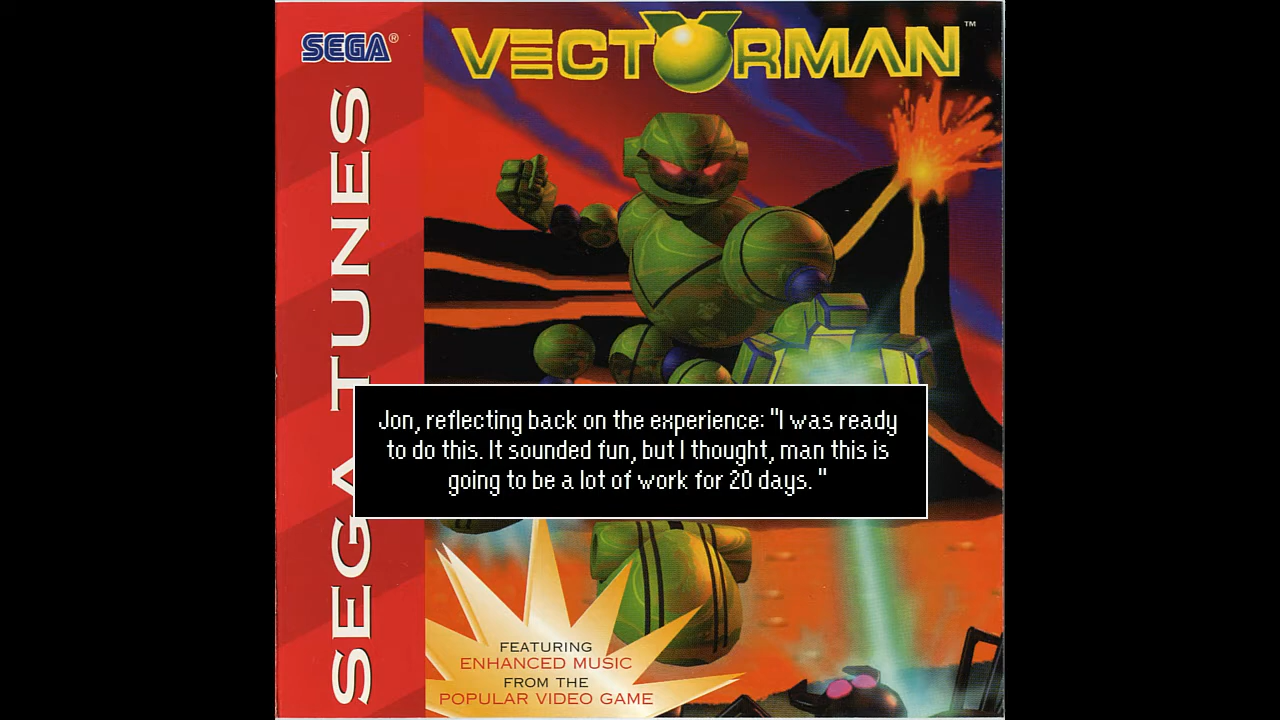 SEGA®
VECTORMAN™
SEGA TUNES
Jon, reflecting back on the experience: "I was ready
to do this. It sounded fun, but I thought, man this is
going to be a lot of work for 20 days. "
FEATURING
ENHANCED MUSIC
FROM THE
POPULAR VIDEO GAME